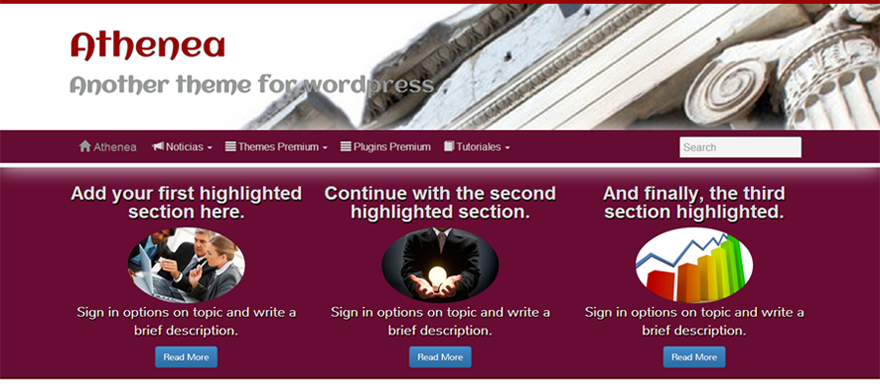 Athenea
Another theme for wordpress
Athenea Noticias Themes Premium Plugins Premium Tutoriales Search
Add your first highlighted
section here.
Continue with the second
highlighted section.
And finally, the third
section highlighted.
Sign in options on topic and write a
brief description.
Sign in options on topic and write a
brief description.
Sign in options on topic and write a
brief description.
Read More
Read More
Read More